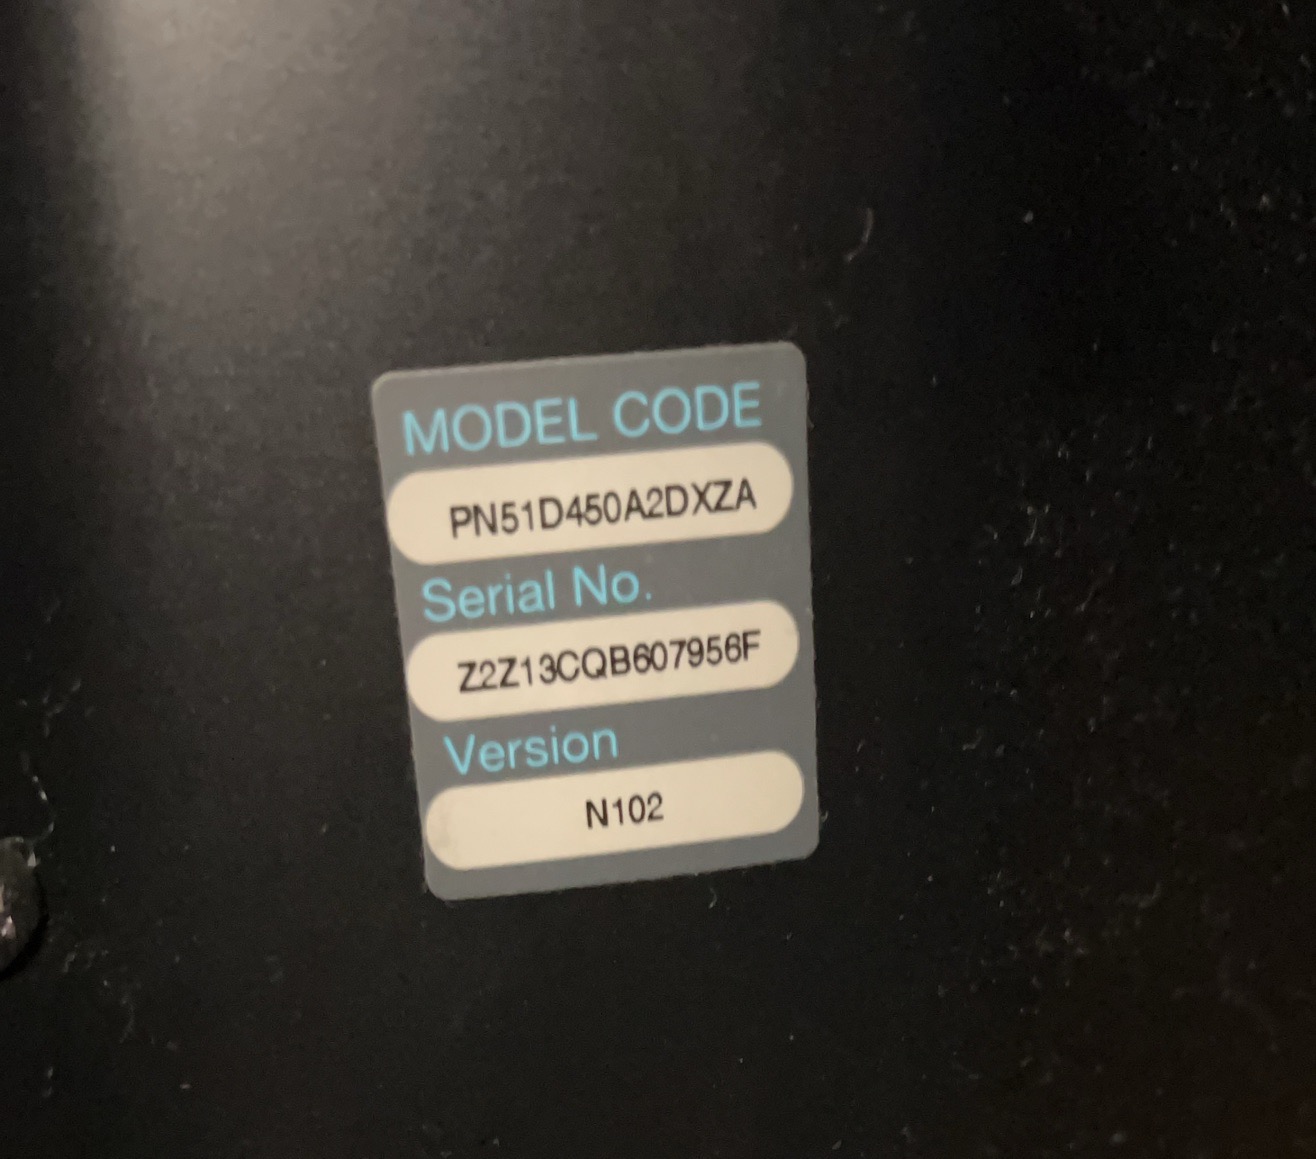 MODEL CODE
PN51D450A2DXZA
Serial No.
Z2Z13CQB607956F
Version
N102